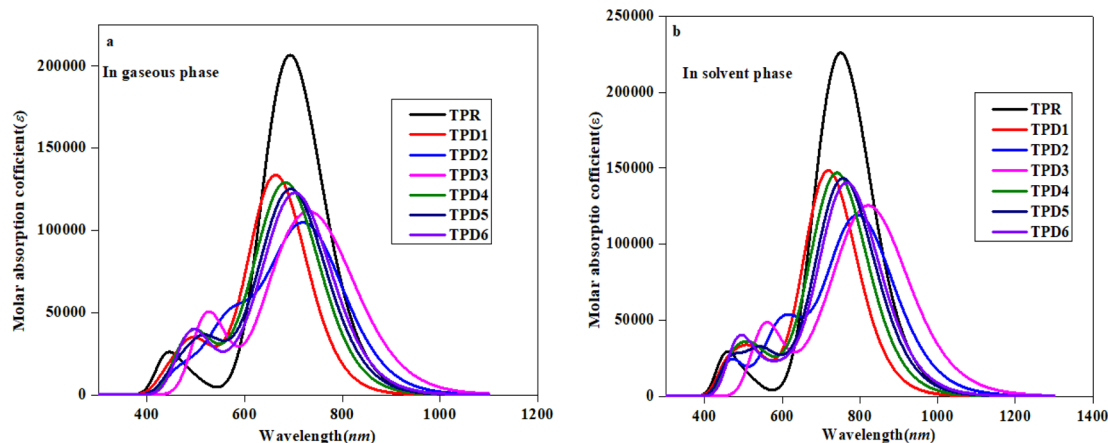 a
In gaseous phase
Molar absorption cofficient(ε)
200000
150000
100000
50000
0
400
600
800
1000
1200
Wavelength(nm)
TPR
TPD1
TPD2
TPD3
TPD4
TPD5
TPD6
b
In solvent phase
Molar absorptio cofficient(ε)
250000
200000
150000
100000
50000
0
400
600
800
1000
1200
1400
Wavelength(nm)
TPR
TPD1
TPD2
TPD3
TPD4
TPD5
TPD6